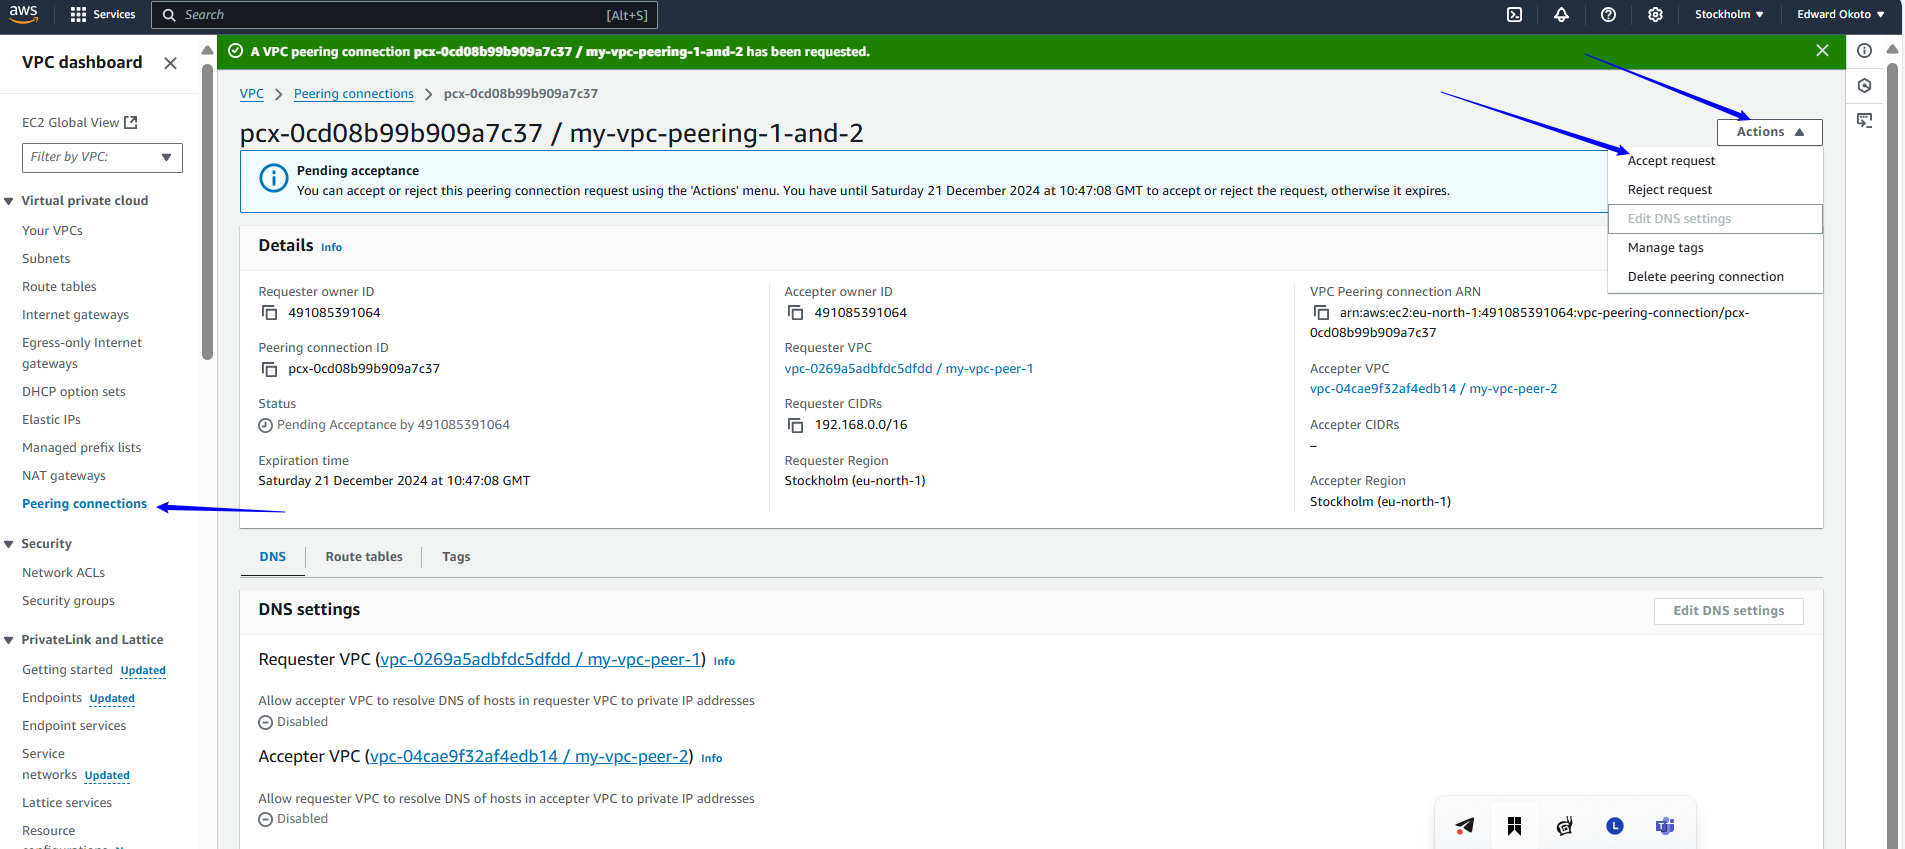 aws
Services
Search
[Alt+S]
Stockholm
Edward Okoto
VPC dashboard
EC2 Global View
Filter by VPC:
Virtual private cloud
Your VPCs
Subnets
Route tables
Internet gateways
Egress-only Internet
gateways
DHCP option sets
Elastic IPs
Managed prefix lists
NAT gateways
Peering connections
Security
Network ACLs
Security groups
PrivateLink and Lattice
Getting started Updated
Endpoints Updated
Endpoint services
Service
networks Updated
Lattice services
Resource
A VPC peering connection pcx-0cd08b99b909a7c37 / my-vpc-peering-1-and-2 has been requested.
VPC > Peering connections > pcx-0cd08b99b909a7c37
pcx-0cd08b99b909a7c37 / my-vpc-peering-1-and-2
Actions
Accept request
Reject request
Edit DNS settings
Manage tags
Delete peering connection
Pending acceptance
You can accept or reject this peering connection request using the 'Actions' menu. You have until Saturday 21 December 2024 at 10:47:08 GMT to accept or reject the request, otherwise it expires.
Details Info
Requester owner ID
491085391064
Peering connection ID
pcx-0cd08b99b909a7c37
Status
Pending Acceptance by 491085391064
Expiration time
Saturday 21 December 2024 at 10:47:08 GMT
Accepter owner ID
491085391064
Requester VPC
vpc-0269a5adbfdc5dfdd / my-vpc-peer-1
Requester CIDRs
192.168.0.0/16
Requester Region
Stockholm (eu-north-1)
VPC Peering connection ARN
arn:aws:ec2:eu-north-1:491085391064:vpc-peering-connection/pcx-
0cd08b99b909a7c37
Accepter VPC
vpc-04cae9f32af4edb14 / my-vpc-peer-2
Accepter CIDRs
–
Accepter Region
Stockholm (eu-north-1)
DNS
Route tables
Tags
DNS settings
Edit DNS settings
Requester VPC (vpc-0269a5adbfdc5dfdd / my-vpc-peer-1) Info
Allow accepter VPC to resolve DNS of hosts in requester VPC to private IP addresses
Disabled
Accepter VPC (vpc-04cae9f32af4edb14 / my-vpc-peer-2) Info
Allow requester VPC to resolve DNS of hosts in accepter VPC to private IP addresses
Disabled
L